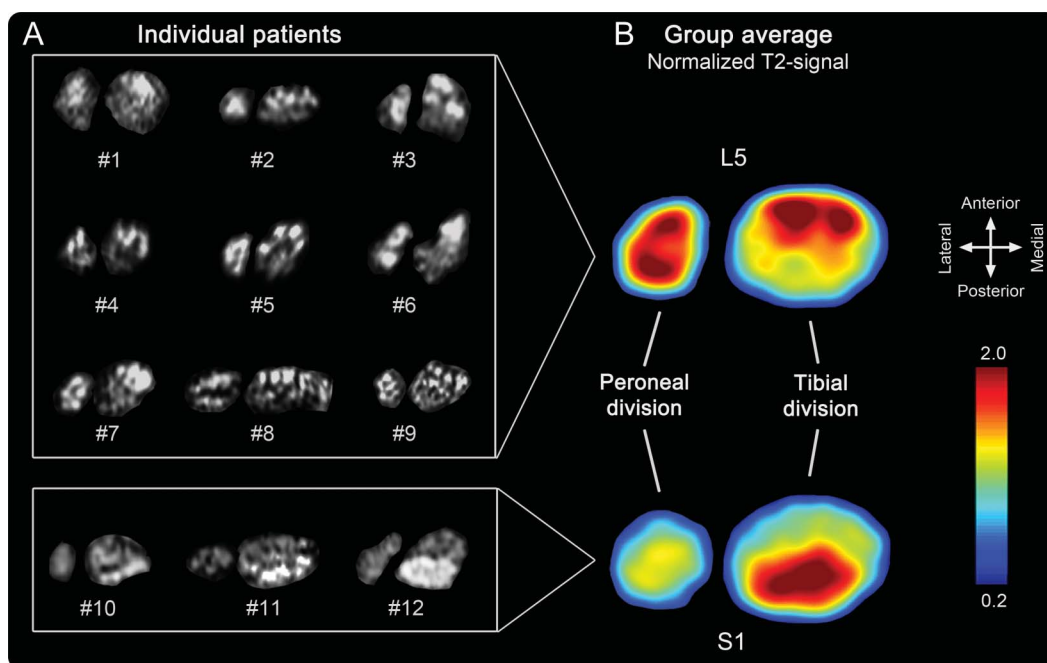 A
Individual patients
#1
#2
#3
#4
#5
#6
#7
#8
#9
#10
#11
#12
B
Group average
Normalized T2-signal
L5
Anterior
Lateral
Medial
Posterior
Peroneal
division
Tibial
division
2.0
0.2
S1